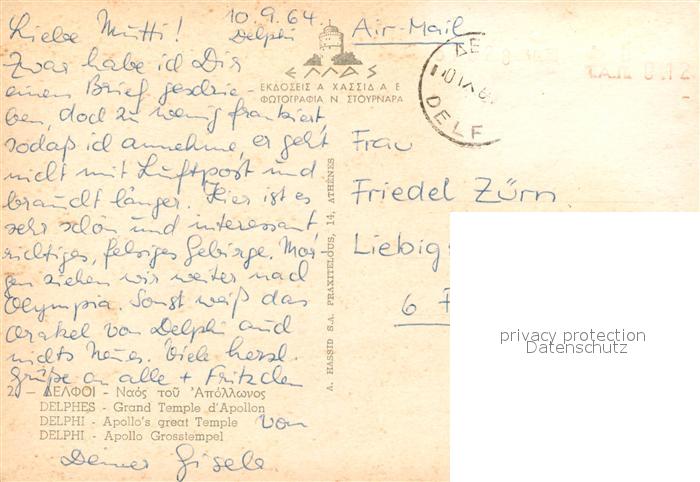 10.9.64.
Delphi
Liebe Mutti!
Zwar habe ich Dir
einen Brief geschrie-
ben, doch zu wenig frankiert,
sodaß ich annehme, er geht
nicht mit Luftpost und
braucht länger. Hier ist es
sehr schön und interessant,
richtiges, felsiges Gebirge. Mor-
gen ziehen wir weiter nach
Olympia. Sonst weiß das
Orakel von Delphi auch
nichts Neues. Viele herzl.
Grüße an alle + Fritzchen
von
Deiner Gisela
ΕΛΛΑΣ
ΕΚΔΟΣΕΙΣ Α ΧΑΣΣΙΔ Α Ε
ΦΩΤΟΓΡΑΦΙΑ Ν ΣΤΟΥΡΝΑΡΑ
A. HASSID S.A. PRAXITELOUS, 14, ATHÈNES
2 - ΔΕΛΦΟΙ - Ναός τοῦ Ἀπόλλωνος
DELPHES - Grand Temple d'Apollon
DELPHI - Apollo's great Temple
DELPHI - Apollo Grosstempel
Air-Mail
ΔΕ
DELF
Frau
Friedel Zürn
Liebig
6 F
privacy protection
Datenschutz